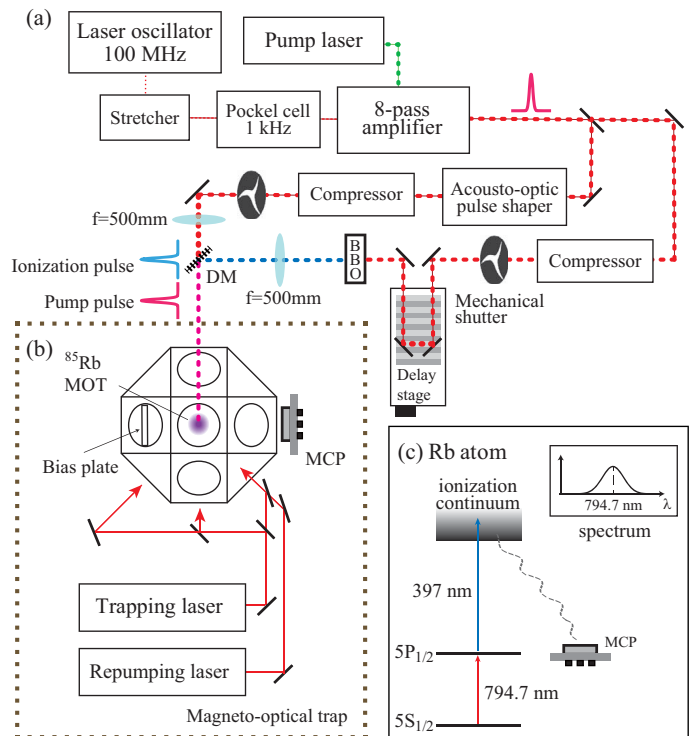 (a)
Laser oscillator
100 MHz
Pump laser
Stretcher
Pockel cell
1 kHz
8-pass
amplifier
f=500mm
Compressor
Acousto-optic
pulse shaper
Ionization pulse
DM
f=500mm
BBO
Compressor
Pump pulse
Mechanical
shutter
Delay
stage
(b)
⁸⁵Rb
MOT
Bias plate
MCP
Trapping laser
Repumping laser
Magneto-optical trap
(c) Rb atom
ionization
continuum
794.7 nm
λ
spectrum
397 nm
MCP
5P₁/₂
794.7 nm
5S₁/₂